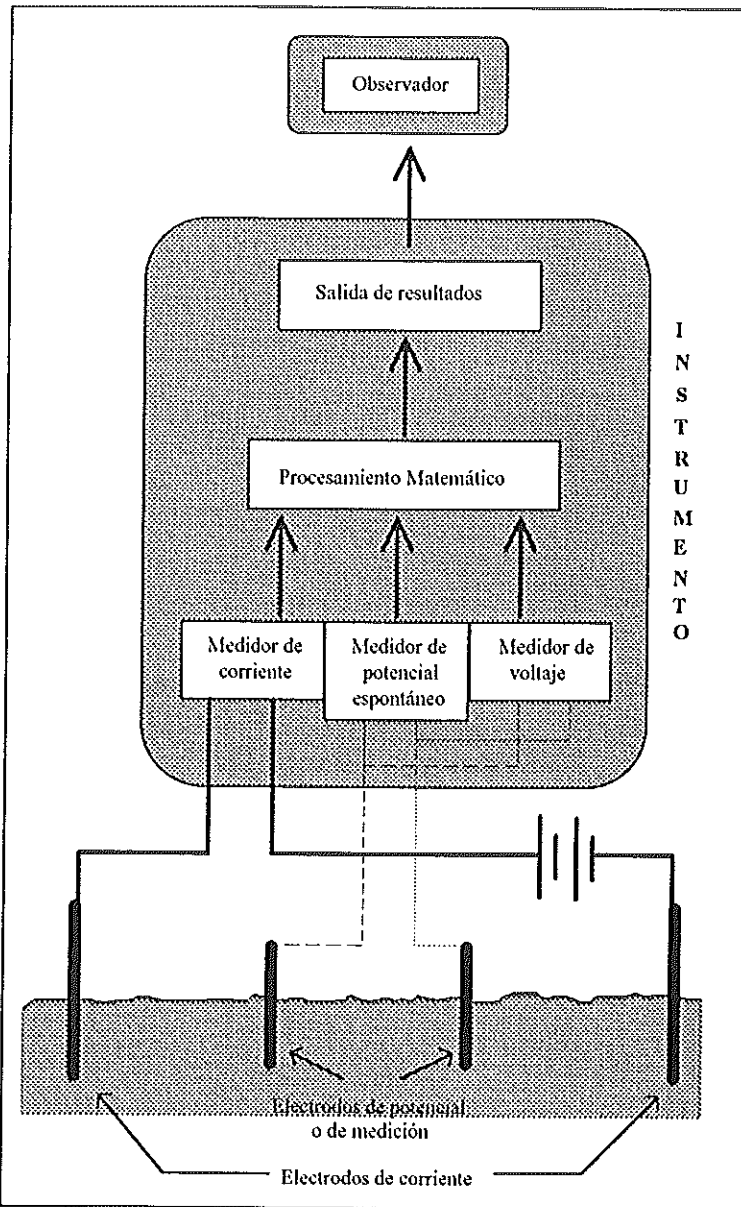 Observador
Salida de resultados
Procesamiento Matemático
Medidor de
corriente
Medidor de
potencial
espontáneo
Medidor de
voltaje
INSTRUMENTO
Electrodos de potencial
o de medición
Electrodos de corriente